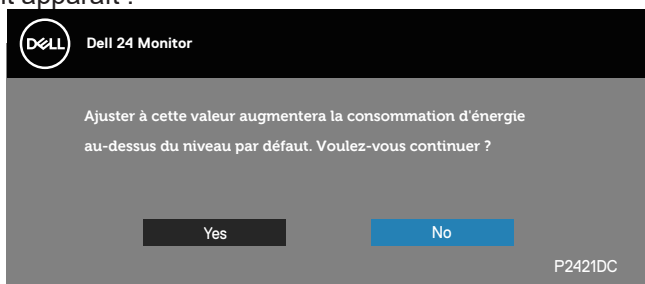 DELL
Dell 24 Monitor
Ajuster à cette valeur augmentera la consommation d'énergie
au-dessus du niveau par défaut. Voulez-vous continuer ?
Yes
No
P2421DC